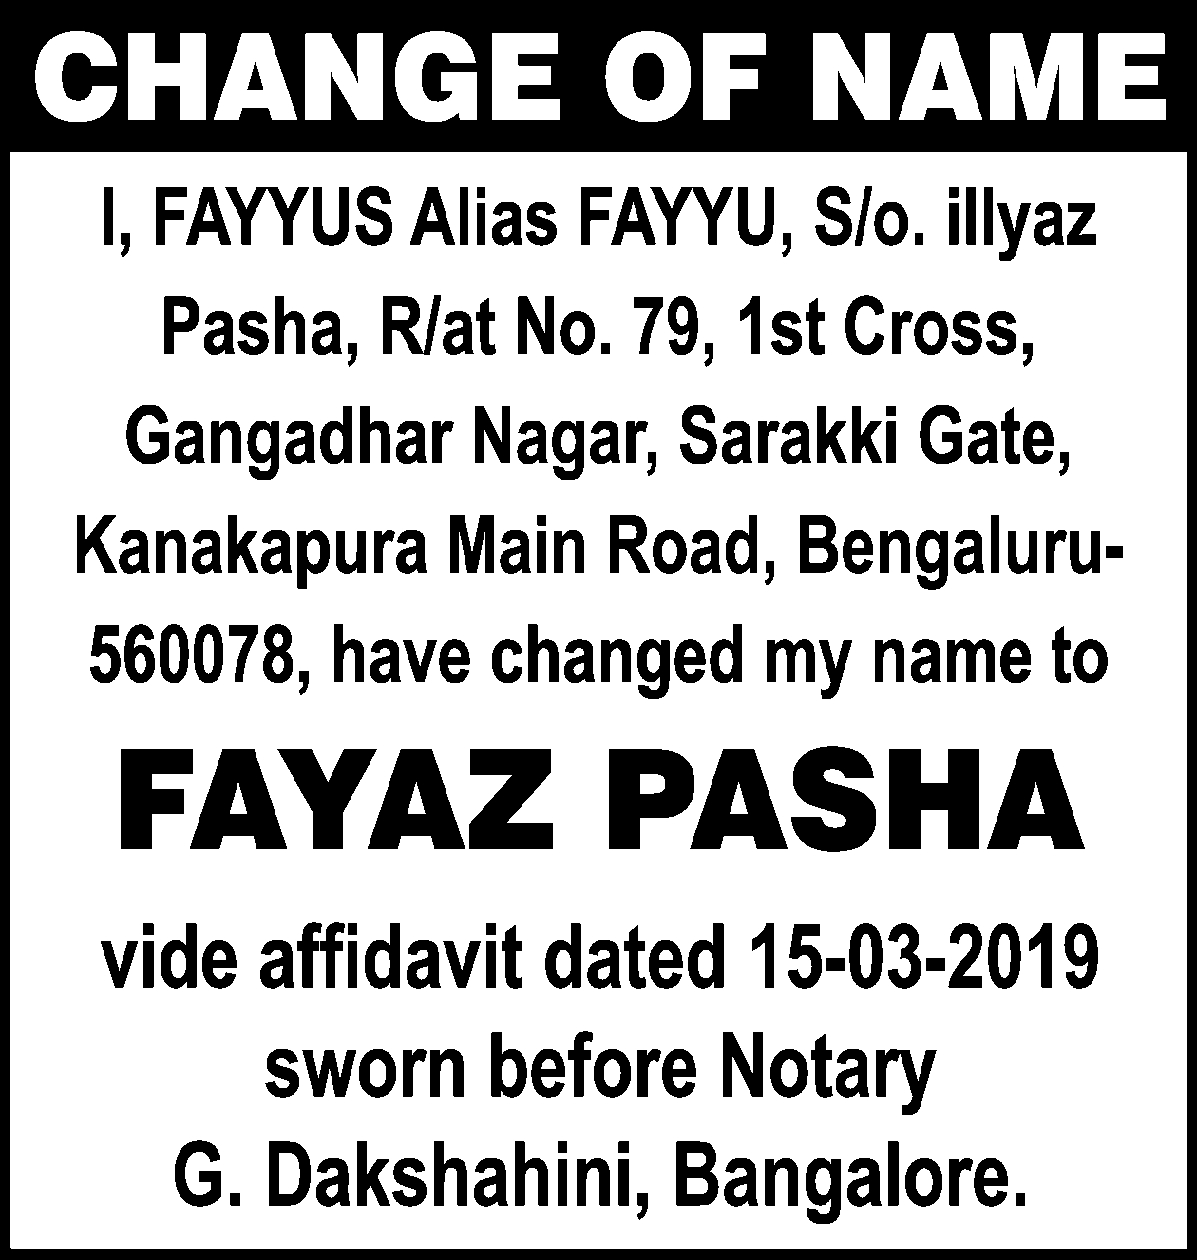 CHANGE OF NAME
I, FAYYUS Alias FAYYU, S/o. illyaz
Pasha, R/at No. 79, 1st Cross,
Gangadhar Nagar, Sarakki Gate,
Kanakapura Main Road, Bengaluru-
560078, have changed my name to
FAYAZ PASHA
vide affidavit dated 15-03-2019
sworn before Notary
G. Dakshahini, Bangalore.